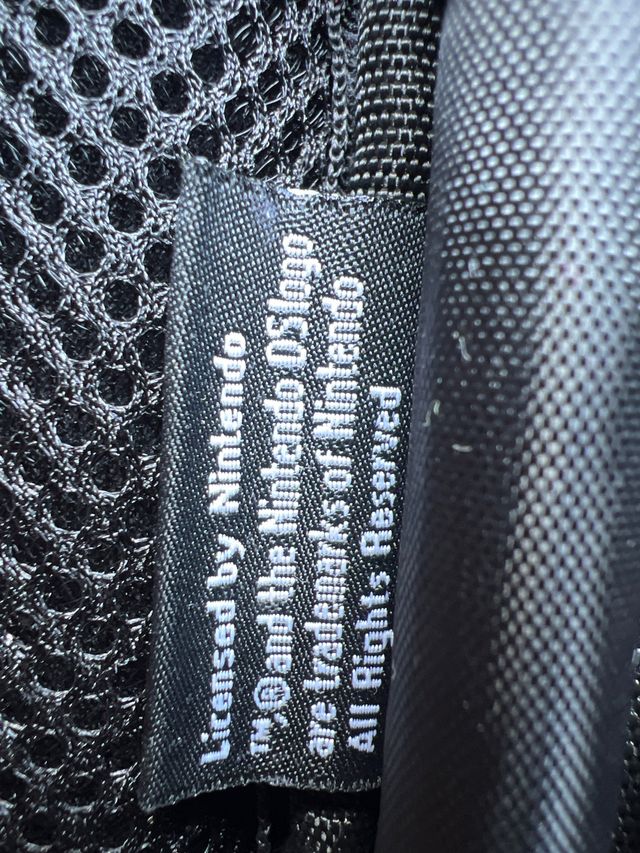 Licensed by Nintendo
™,®and the Nintendo DS logo
are trademarks of Nintendo
All Rights Reserved